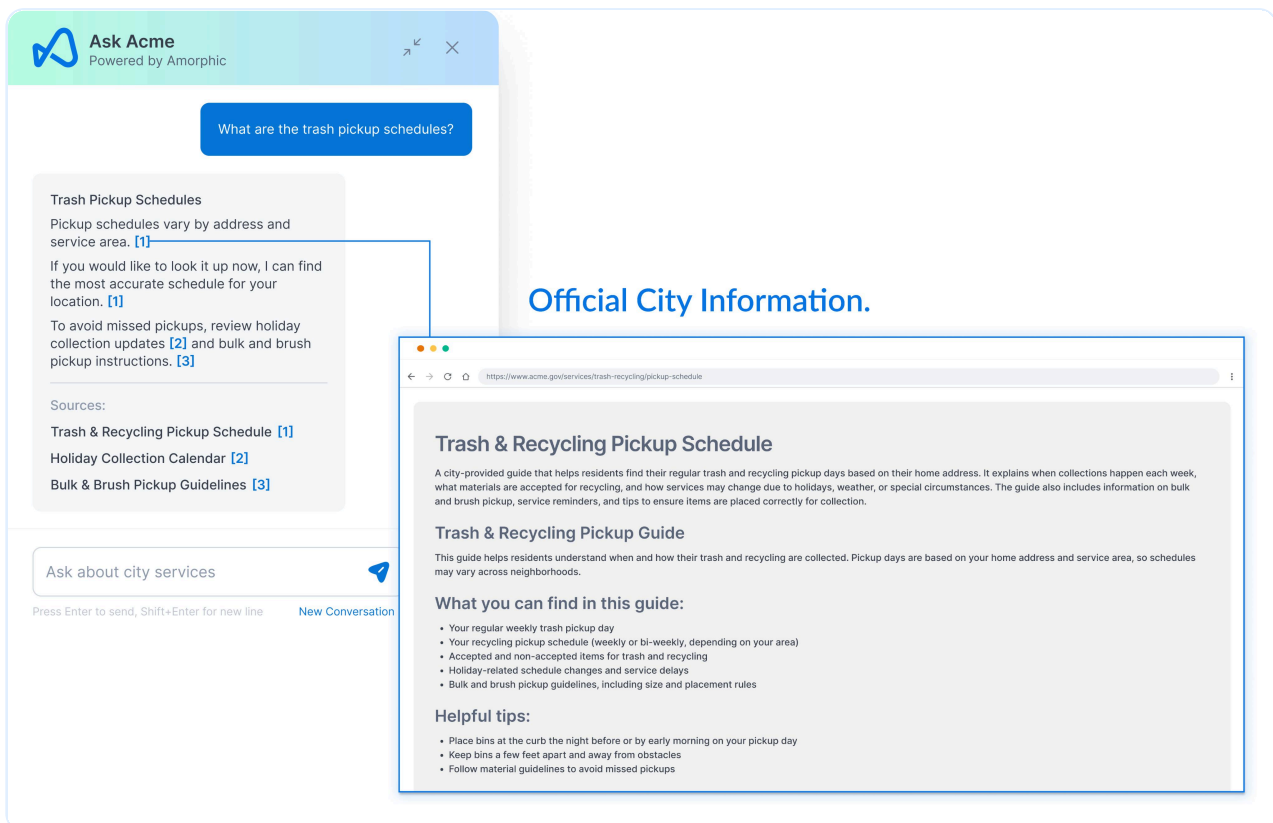 Ask Acme
Powered by Amorphic
What are the trash pickup schedules?
Trash Pickup Schedules
Pickup schedules vary by address and
service area. [1]
If you would like to look it up now, I can find
the most accurate schedule for your
location. [1]
To avoid missed pickups, review holiday
collection updates [2] and bulk and brush
pickup instructions. [3]
Sources:
Trash & Recycling Pickup Schedule [1]
Holiday Collection Calendar [2]
Bulk & Brush Pickup Guidelines [3]
Ask about city services
Press Enter to send, Shift+Enter for new line
New Conversation
Official City Information.
https://www.acme.gov/services/trash-recycling/pickup-schedule
Trash & Recycling Pickup Schedule
A city-provided guide that helps residents find their regular trash and recycling pickup days based on their home address. It explains when collections happen each week,
what materials are accepted for recycling, and how services may change due to holidays, weather, or special circumstances. The guide also includes information on bulk
and brush pickup, service reminders, and tips to ensure items are placed correctly for collection.
Trash & Recycling Pickup Guide
This guide helps residents understand when and how their trash and recycling are collected. Pickup days are based on your home address and service area, so schedules
may vary across neighborhoods.
What you can find in this guide:
• Your regular weekly trash pickup day
• Your recycling pickup schedule (weekly or bi-weekly, depending on your area)
• Accepted and non-accepted items for trash and recycling
• Holiday-related schedule changes and service delays
• Bulk and brush pickup guidelines, including size and placement rules
Helpful tips:
• Place bins at the curb the night before or by early morning on your pickup day
• Keep bins a few feet apart and away from obstacles
• Follow material guidelines to avoid missed pickups